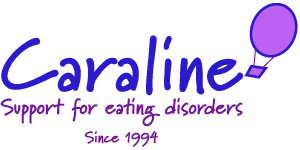 Caraline
Support for eating disorders
Since 1994